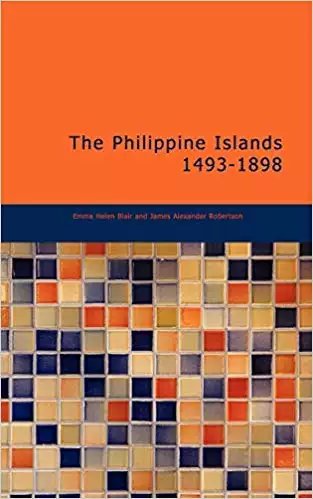 The Philippine Islands
1493-1898
Emma Helen Blair and James Alexander Robertson